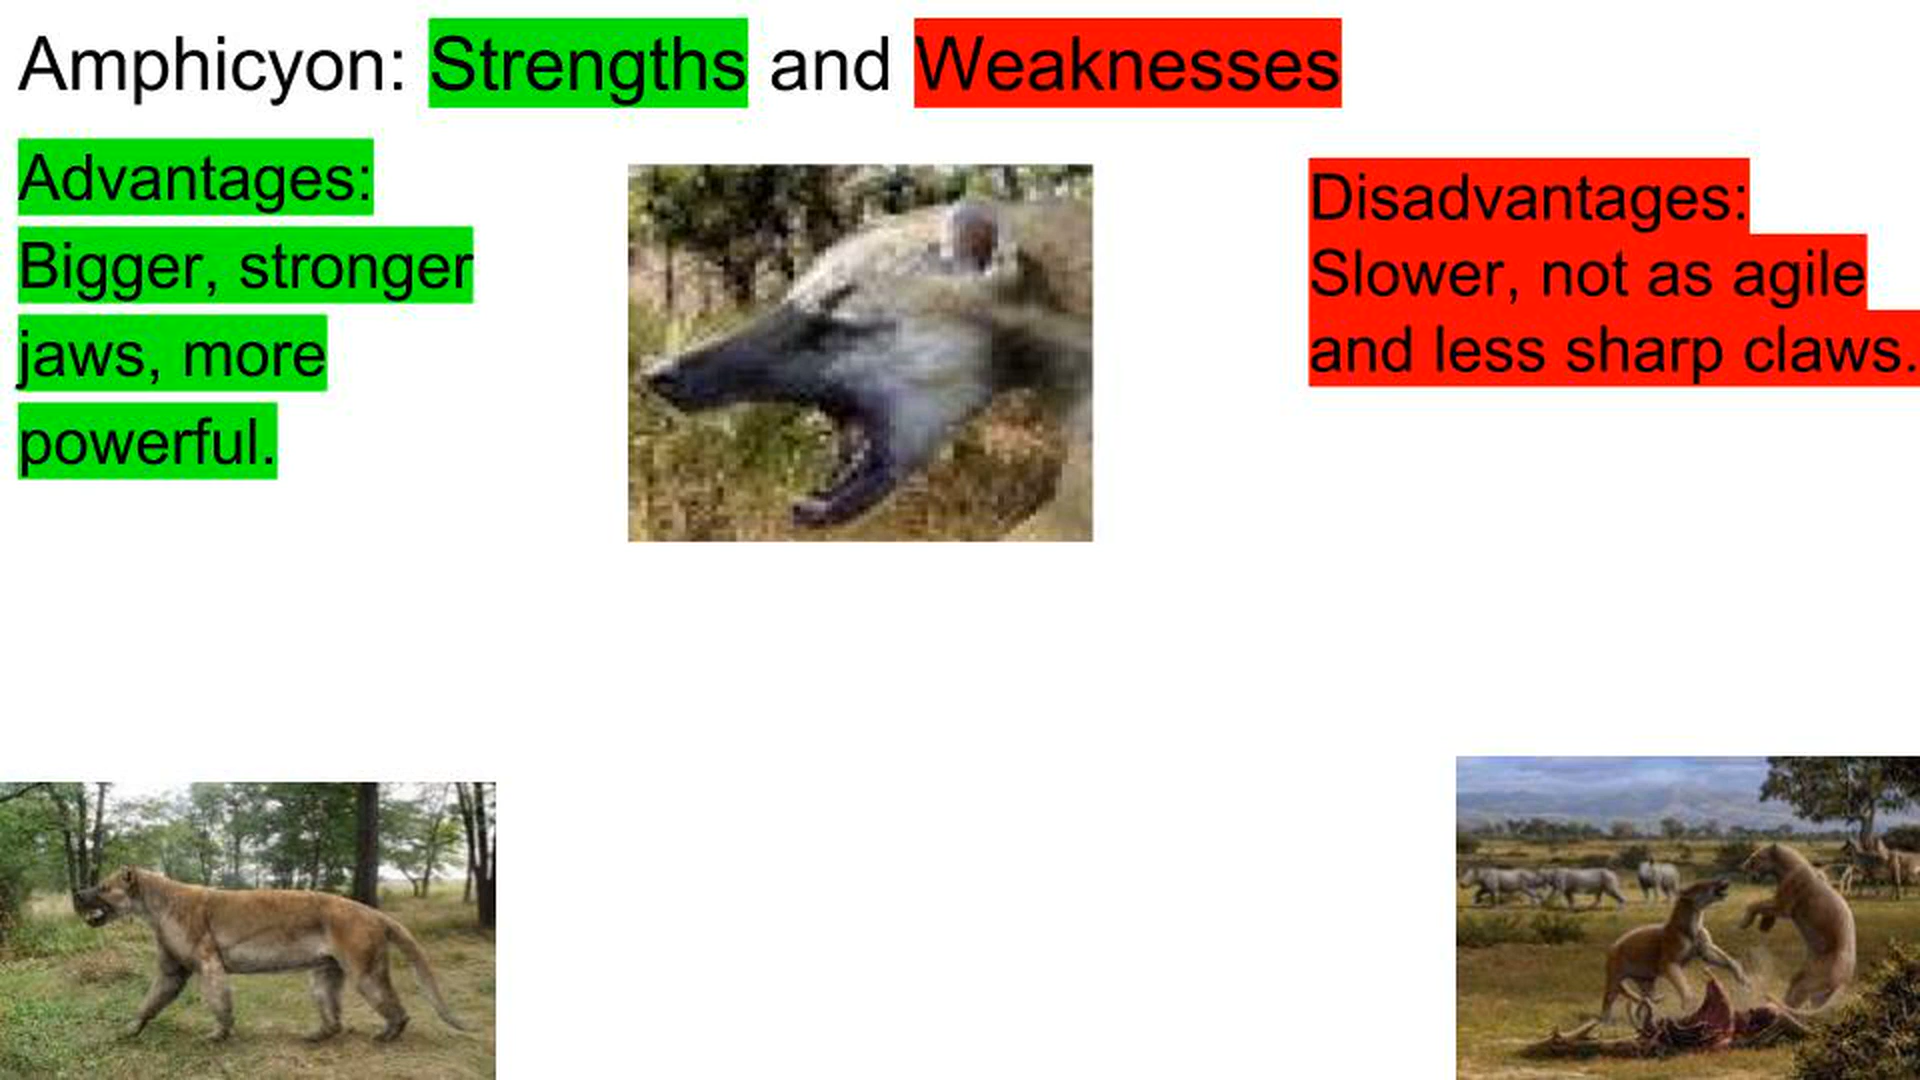 Amphicyon: Strengths and Weaknesses
Advantages:
Bigger, stronger
jaws, more
powerful.
Disadvantages:
Slower, not as agile
and less sharp claws.